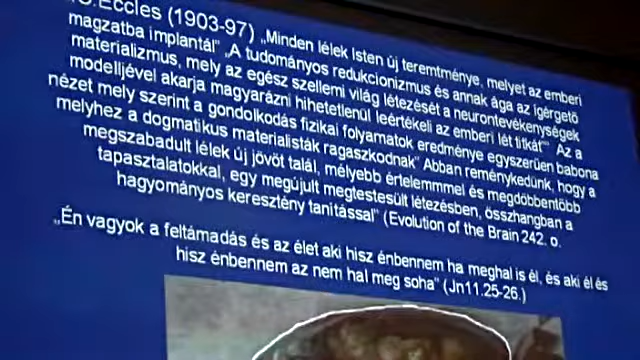 Eccles (1903-97) „Minden lélek Isten új teremtménye, melyet az emberi
magzatba implantál" „A tudományos redukcionizmus és annak ága az ígérgető
materializmus, mely az egész szellemi világ létezését a neurontevékenységek
modelljével akarja magyarázni hihetetlenül leértékeli az emberi lét titkát" Az a
nézet mely szerint a gondolkodás fizikai folyamatok eredménye egyszerűen babona
melyhez a dogmatikus materialisták ragaszkodnak" Abban reménykedünk, hogy a
megszabadult lélek új jövőt talál, mélyebb értelemmmel és megdöbbentőbb
tapasztalatokkal, egy megújult megtestesült létezésben, összhangban a
hagyományos keresztény tanítással" (Evolution of the Brain 242. o.
„Én vagyok a feltámadás és az élet aki hisz énbennem ha meghal is él, és aki él és
hisz énbennem az nem hal meg soha" (Jn11.25-26.)